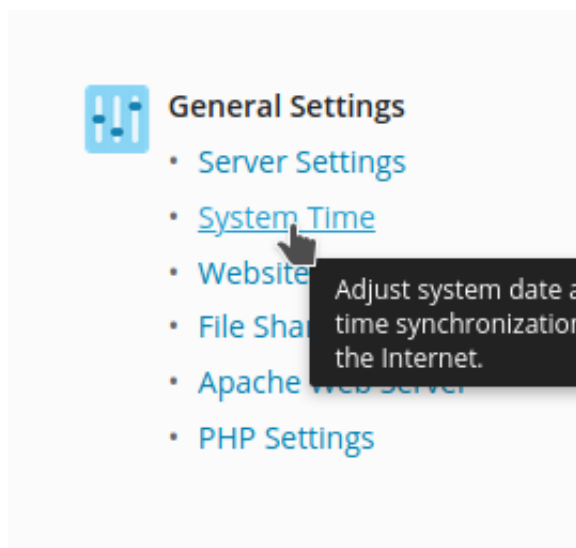 General Settings
Server Settings
System Time
Website
File Shar
Apache Web Server
PHP Settings
Adjust system date a
time synchronization
the Internet.